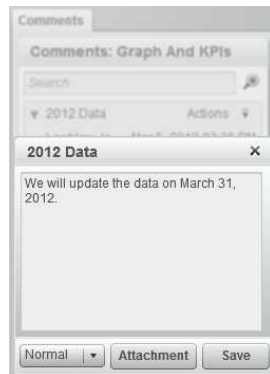 Comments
Comments: Graph And KPIs
Search
2012 Data Actions
2012 Data
We will update the data on March 31,
2012.
Normal Attachment Save